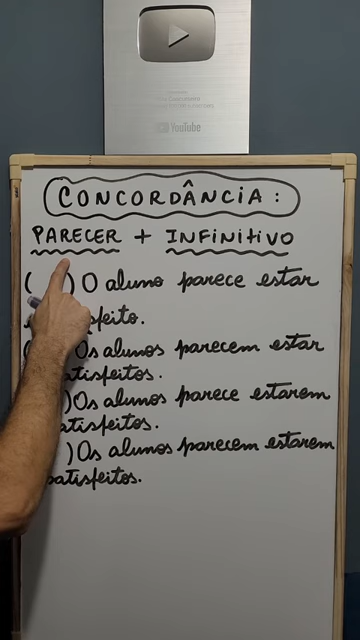 YouTube
CONCORDÂNCIA:
PARECER + INFINITIVO
( ) O aluno parece estar
Os alunos parecem estar
satisfeitos.
) Os alunos parece estarem
satisfeitos.
) Os alunos parecem estarem
satisfeitos.